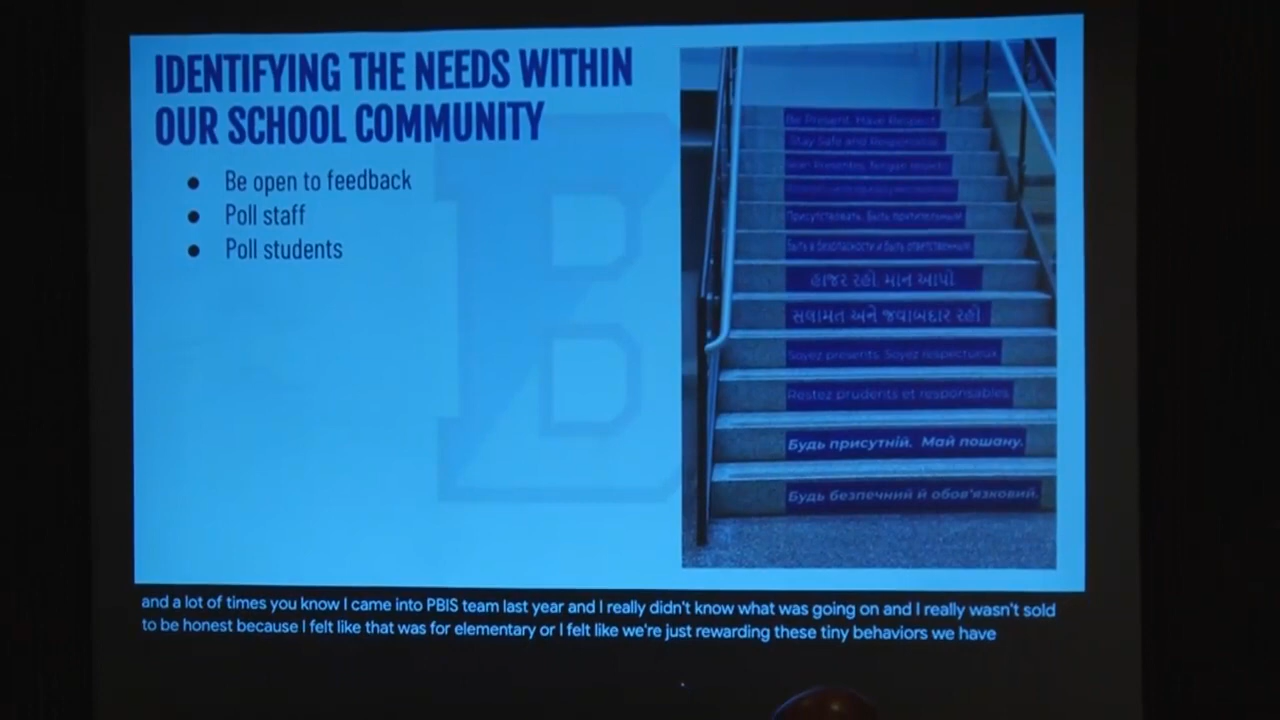 IDENTIFYING THE NEEDS WITHIN
OUR SCHOOL COMMUNITY
● Be open to feedback
● Poll staff
● Poll students
Be Present. Have Respect.
Stay Safe and Responsible.
Присутствовать. Быть почтительным.
Быть в безопасности и быть ответственным.
હાજર રહો. માન આપો.
સલામત અને જવાબદાર રહો
Soyez presents. Soyez respectueux.
Restez prudents et responsables.
Будь присутній. Май пошану.
Будь безпечний й обов'язковий.
and a lot of times you know I came into PBIS team last year and I really didn't know what was going on and I really wasn't sold
to be honest because I felt like that was for elementary or I felt like we're just rewarding these tiny behaviors we have